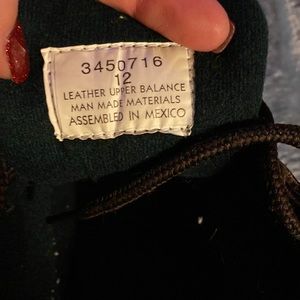 3450716
12
LEATHER UPPER BALANCE
MAN MADE MATERIALS
ASSEMBLED IN MEXICO